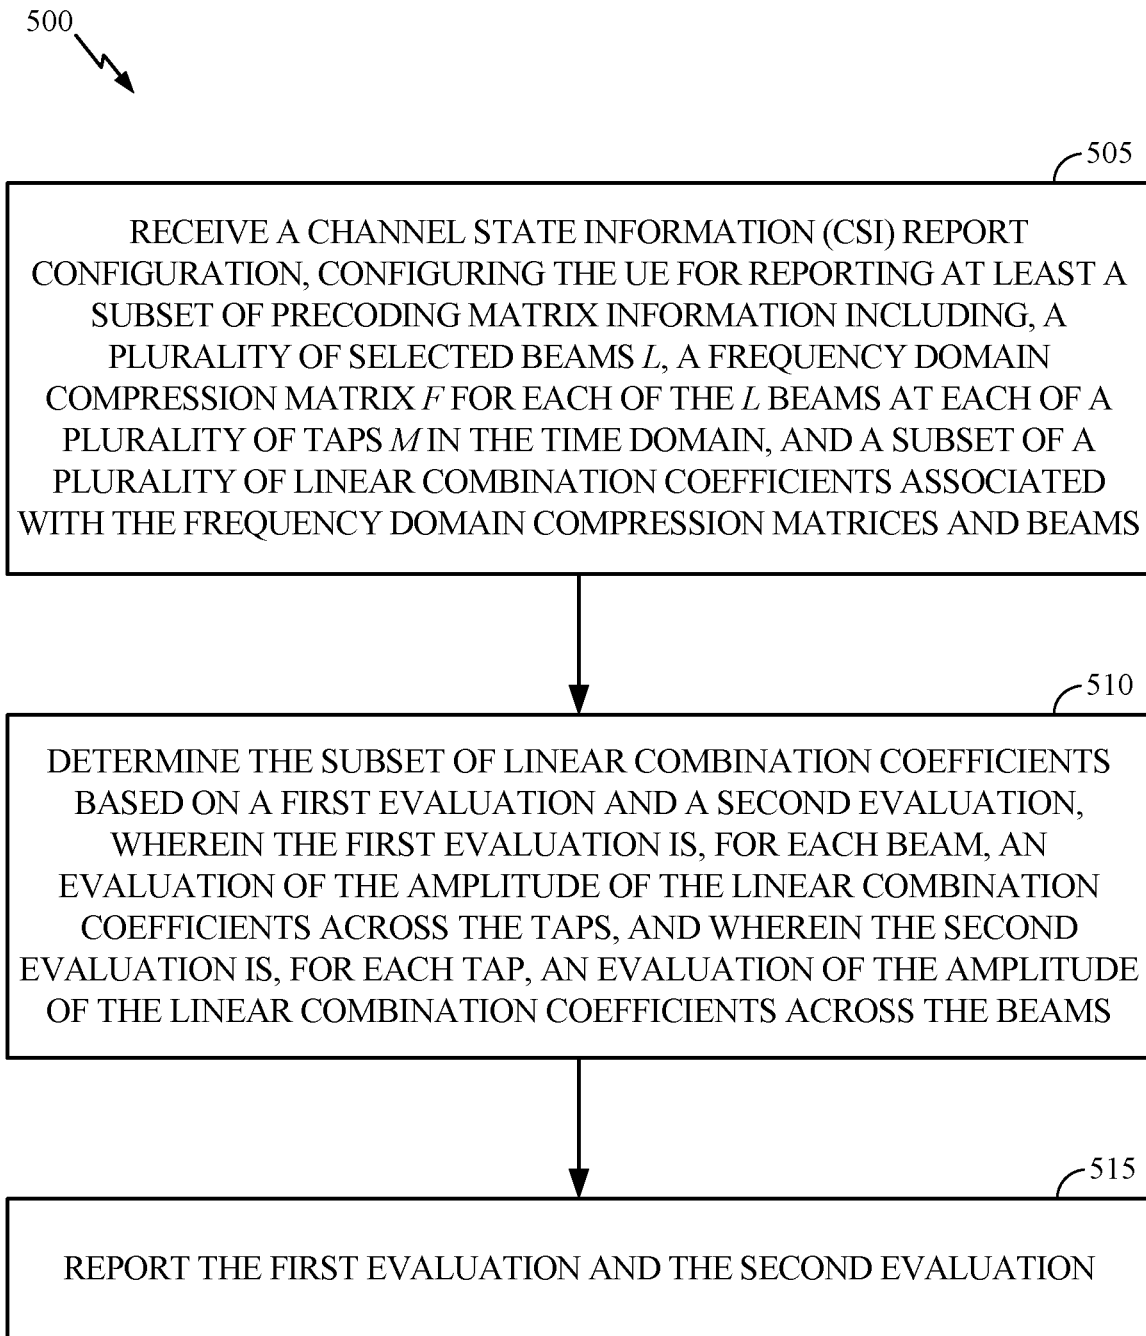 500
505
RECEIVE A CHANNEL STATE INFORMATION (CSI) REPORT
CONFIGURATION, CONFIGURING THE UE FOR REPORTING AT LEAST A
SUBSET OF PRECODING MATRIX INFORMATION INCLUDING, A
PLURALITY OF SELECTED BEAMS L, A FREQUENCY DOMAIN
COMPRESSION MATRIX F FOR EACH OF THE L BEAMS AT EACH OF A
PLURALITY OF TAPS M IN THE TIME DOMAIN, AND A SUBSET OF A
PLURALITY OF LINEAR COMBINATION COEFFICIENTS ASSOCIATED
WITH THE FREQUENCY DOMAIN COMPRESSION MATRICES AND BEAMS
510
DETERMINE THE SUBSET OF LINEAR COMBINATION COEFFICIENTS
BASED ON A FIRST EVALUATION AND A SECOND EVALUATION,
WHEREIN THE FIRST EVALUATION IS, FOR EACH BEAM, AN
EVALUATION OF THE AMPLITUDE OF THE LINEAR COMBINATION
COEFFICIENTS ACROSS THE TAPS, AND WHEREIN THE SECOND
EVALUATION IS, FOR EACH TAP, AN EVALUATION OF THE AMPLITUDE
OF THE LINEAR COMBINATION COEFFICIENTS ACROSS THE BEAMS
515
REPORT THE FIRST EVALUATION AND THE SECOND EVALUATION